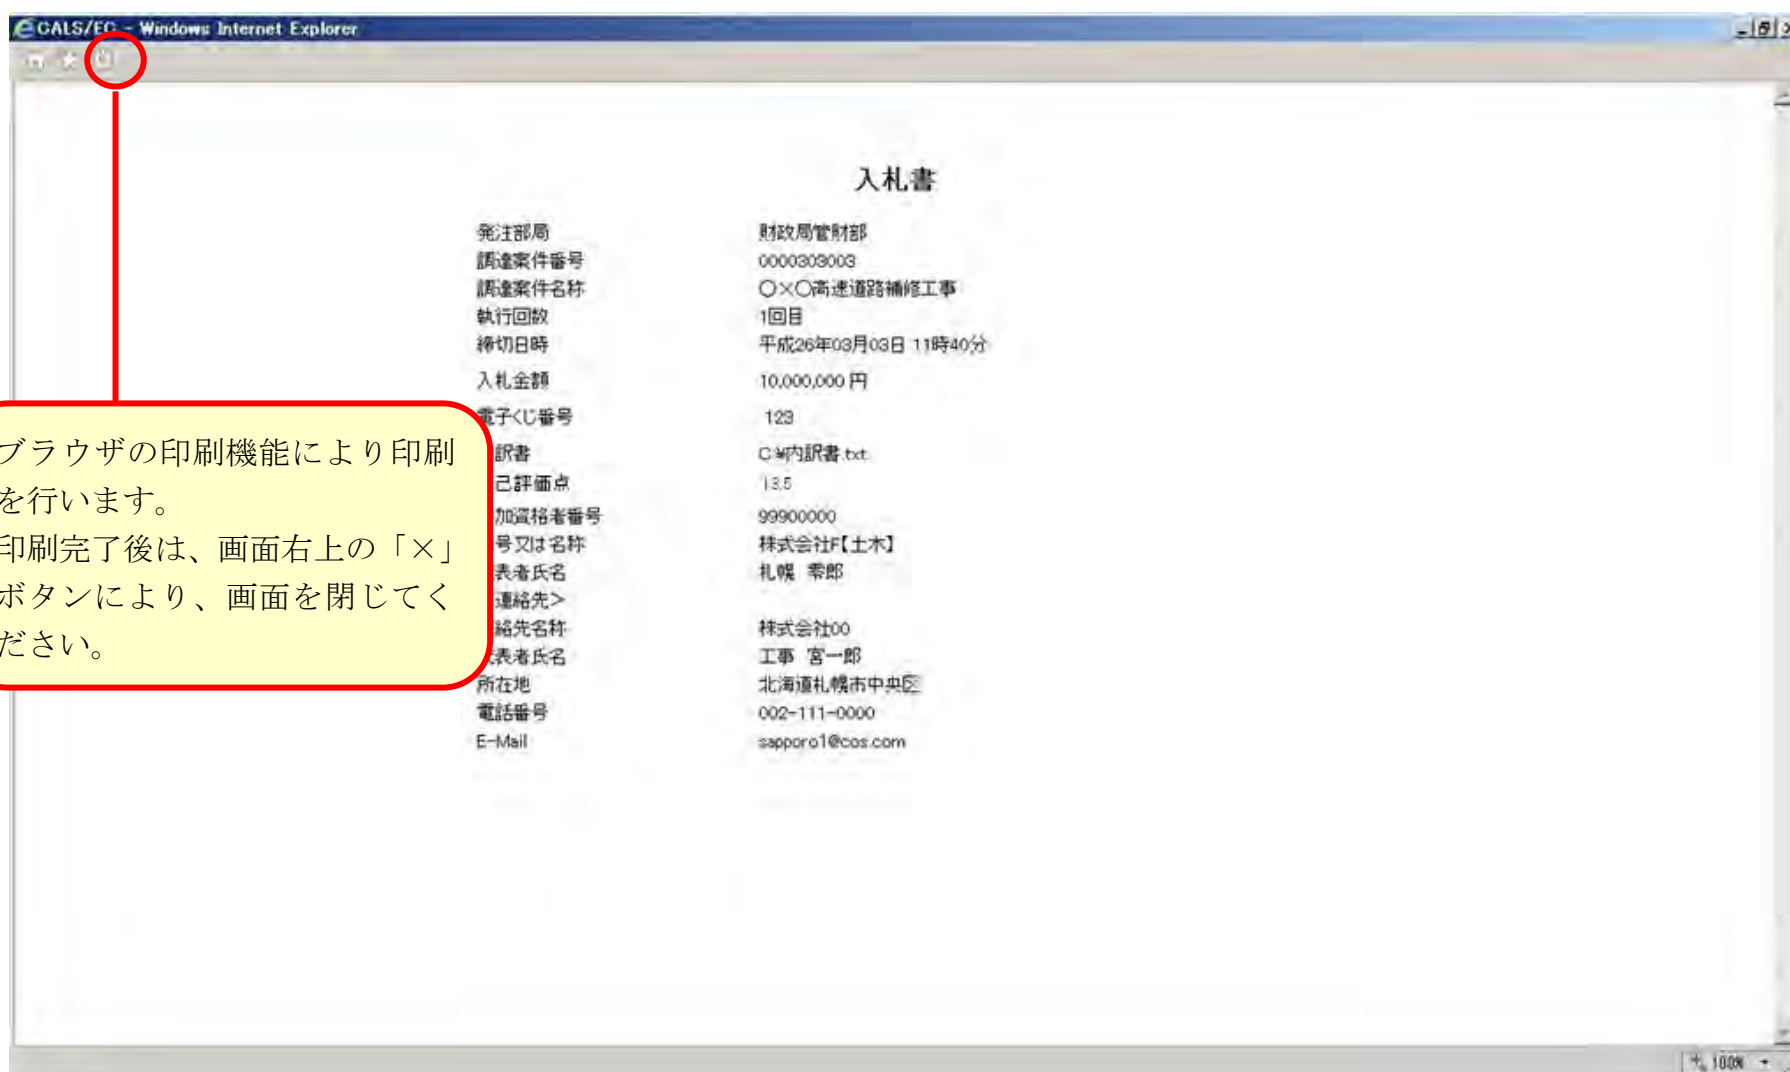 CALS/EC - Windows Internet Explorer
入札書
発注部局 財政局管財部
調達案件番号 0000303003
調達案件名称 〇×〇高速道路補修工事
執行回数 1回目
締切日時 平成26年03月03日 11時40分
入札金額 10,000,000 円
電子くじ番号 123
訳書 C:¥内訳書.txt
己評価点 13.5
加資格者番号 99900000
号又は名称 株式会社F【土木】
表者氏名 札幌 零郎
連絡先>
絡先名称 株式会社00
表者氏名 工事 宮一郎
所在地 北海道札幌市中央区
電話番号 002-111-0000
E-Mail sapporo1@cos.com
ブラウザの印刷機能により印刷
を行います。
印刷完了後は、画面右上の「×」
ボタンにより、画面を閉じてく
ださい。
100%